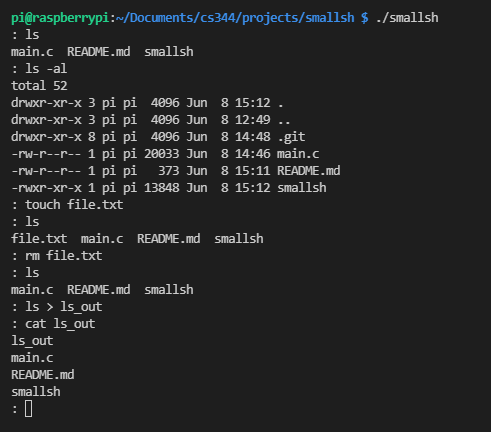 pi@raspberrypi:~/Documents/cs344/projects/smallsh $ ./smallsh
: ls
main.c  README.md  smallsh
: ls -al
total 52
drwxr-xr-x 3 pi pi  4096 Jun  8 15:12 .
drwxr-xr-x 3 pi pi  4096 Jun  8 12:49 ..
drwxr-xr-x 8 pi pi  4096 Jun  8 14:48 .git
-rw-r--r-- 1 pi pi 20033 Jun  8 14:46 main.c
-rw-r--r-- 1 pi pi   373 Jun  8 15:11 README.md
-rwxr-xr-x 1 pi pi 13848 Jun  8 15:12 smallsh
: touch file.txt
: ls
file.txt  main.c  README.md  smallsh
: rm file.txt
: ls
main.c  README.md  smallsh
: ls > ls_out
: cat ls_out
ls_out
main.c
README.md
smallsh
: